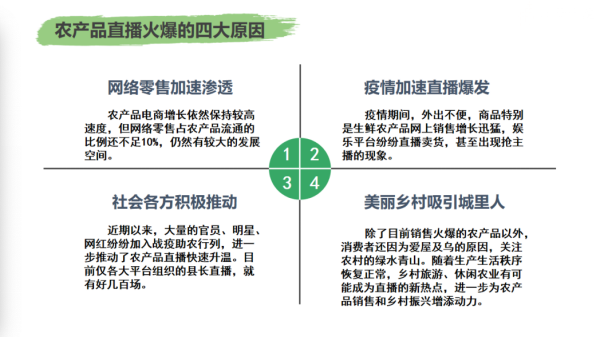 农产品直播火爆的四大原因
网络零售加速渗透
农产品电商增长依然保持较高
速度，但网络零售占农产品流通的
比例还不足10%，仍然有较大的发展
空间。
疫情加速直播爆发
疫情期间，外出不便，商品特别
是生鲜农产品网上销售增长迅猛，娱
乐平台纷纷直播卖货，甚至出现抢主
播的现象。
1
2
3
4
社会各方积极推动
近期以来，大量的官员、明星、
网红纷纷加入战疫助农行列，进一
步推动了农产品直播快速升温。目
前仅各大平台组织的县长直播，就
有好几百场。
美丽乡村吸引城里人
除了目前销售火爆的农产品以外，
消费者还因为爱屋及乌的原因，关注
农村的绿水青山。随着生产生活秩序
恢复正常，乡村旅游、休闲农业有可
能成为直播的新热点，进一步为农产
品销售和乡村振兴增添动力。